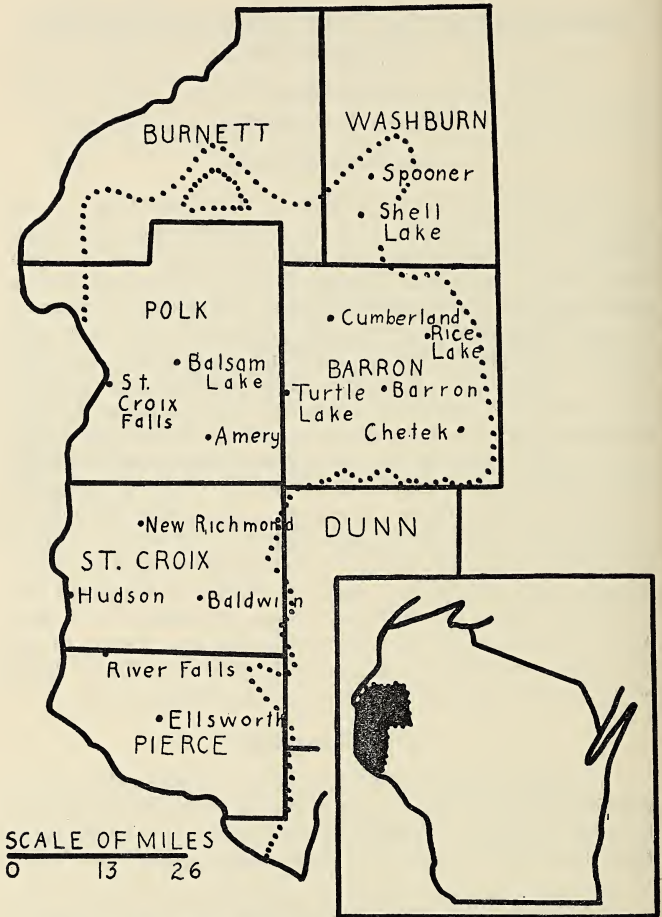 BURNETT
WASHBURN
Spooner
Shell
Lake
POLK
Cumberland
Rice
Lake
BARRON
Balsam
Lake
St.
Croix
Falls
Turtle
Lake
Barron
Amery
Chetek
New Richmond
DUNN
ST. CROIX
Hudson
Baldwin
River Falls
Ellsworth
PIERCE
SCALE OF MILES
0 13 26